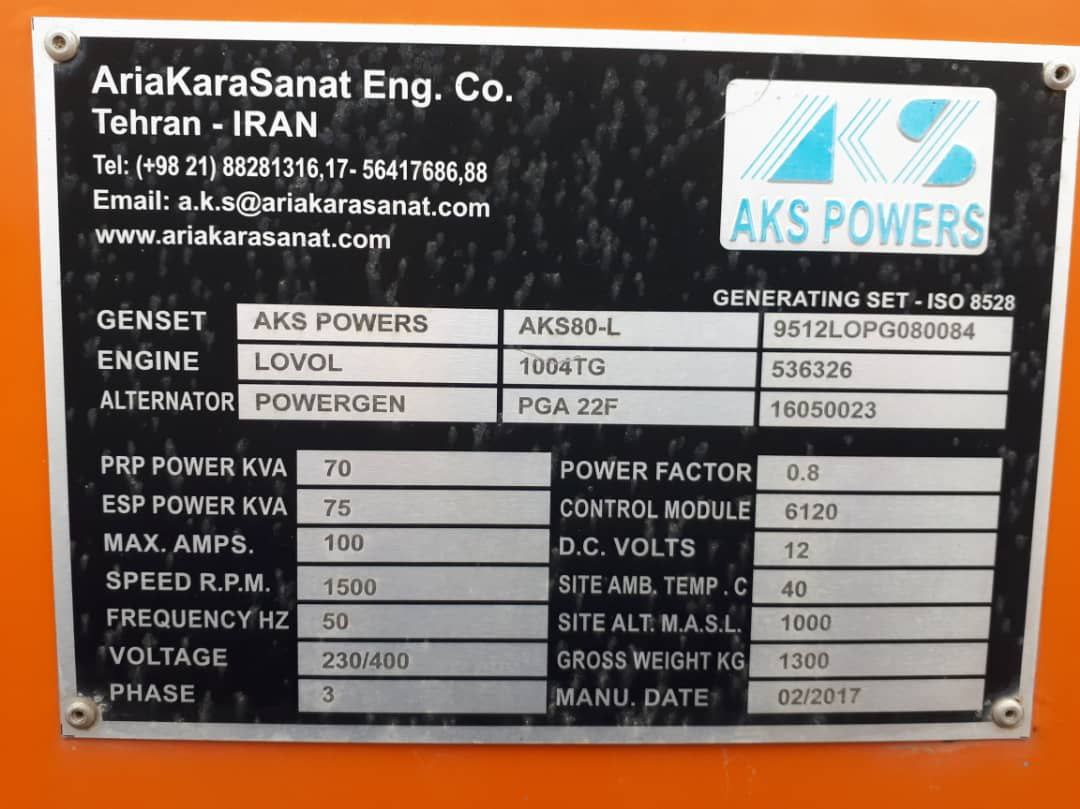 AriaKaraSanat Eng. Co.
Tehran - IRAN
Tel: (+98 21) 88281316,17- 56417686,88
Email: a.k.s@ariakarasanat.com
www.ariakarasanat.com
AKS
AKS POWERS
GENERATING SET - ISO 8528
GENSET AKS POWERS AKS80-L 9512LOPG080084
ENGINE LOVOL 1004TG 536326
ALTERNATOR POWERGEN PGA 22F 16050023
PRP POWER KVA 70 POWER FACTOR 0.8
ESP POWER KVA 75 CONTROL MODULE 6120
MAX. AMPS. 100 D.C. VOLTS 12
SPEED R.P.M. 1500 SITE AMB. TEMP . C 40
FREQUENCY HZ 50 SITE ALT. M.A.S.L. 1000
VOLTAGE 230/400 GROSS WEIGHT KG 1300
PHASE 3 MANU. DATE 02/2017